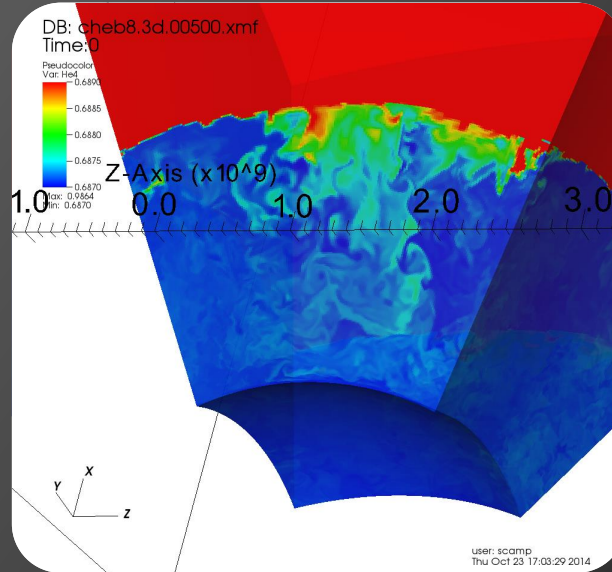 DB: cheb8.3d.00500.xmf
Time:0
Pseudocolor
Var: He4
0.6890
0.6885
0.6880
0.6875
0.6870
Max: 0.9864
Min: 0.6870
Z-Axis (x10^9)
1.0 0.0 1.0 2.0 3.0
X
Y
Z
user: scamp
Thu Oct 23 17:03:29 2014